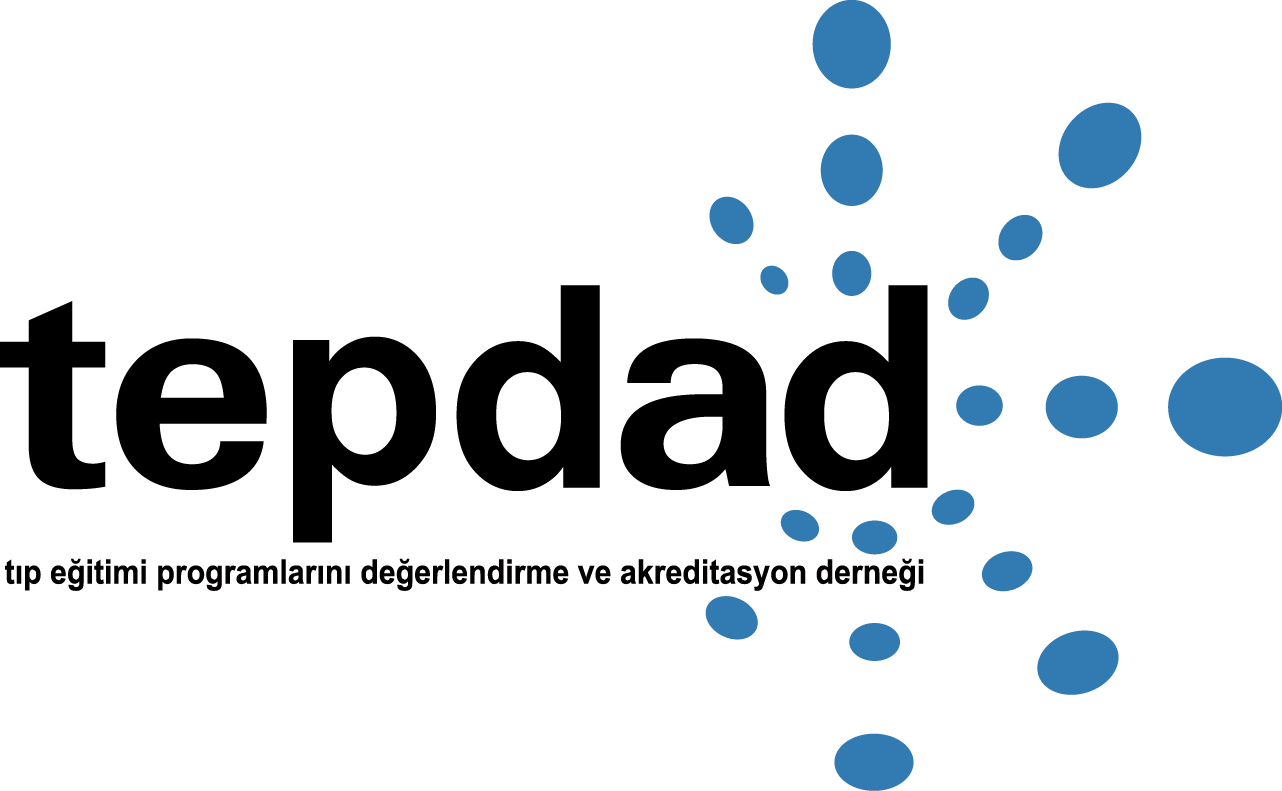 tepdad
tıp eğitimi programlarını değerlendirme ve akreditasyon derneği